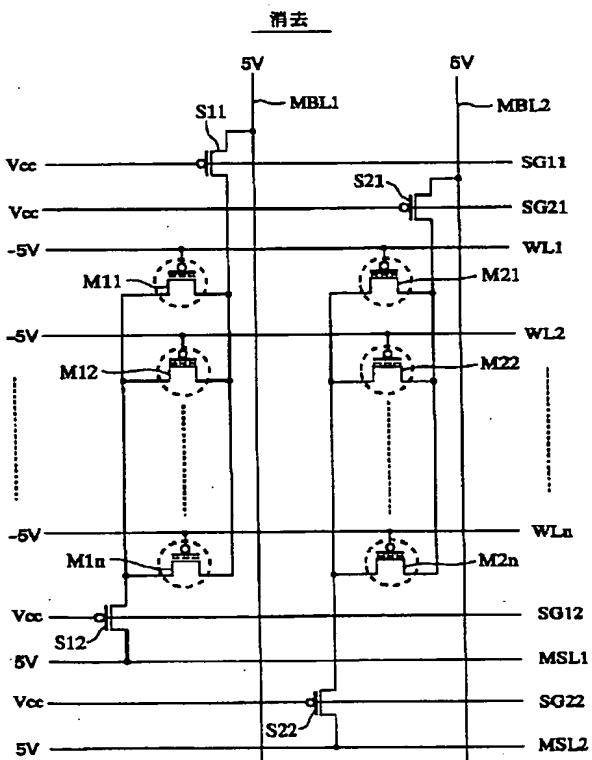 消去
5V 5V
MBL1 MBL2
S11
Vcc SG11
S21
Vcc SG21
-5V WL1
M11 M21
-5V WL2
M12 M22
-5V WLn
M1n M2n
Vcc SG12
S12
5V MSL1
Vcc SG22
S22
5V MSL2